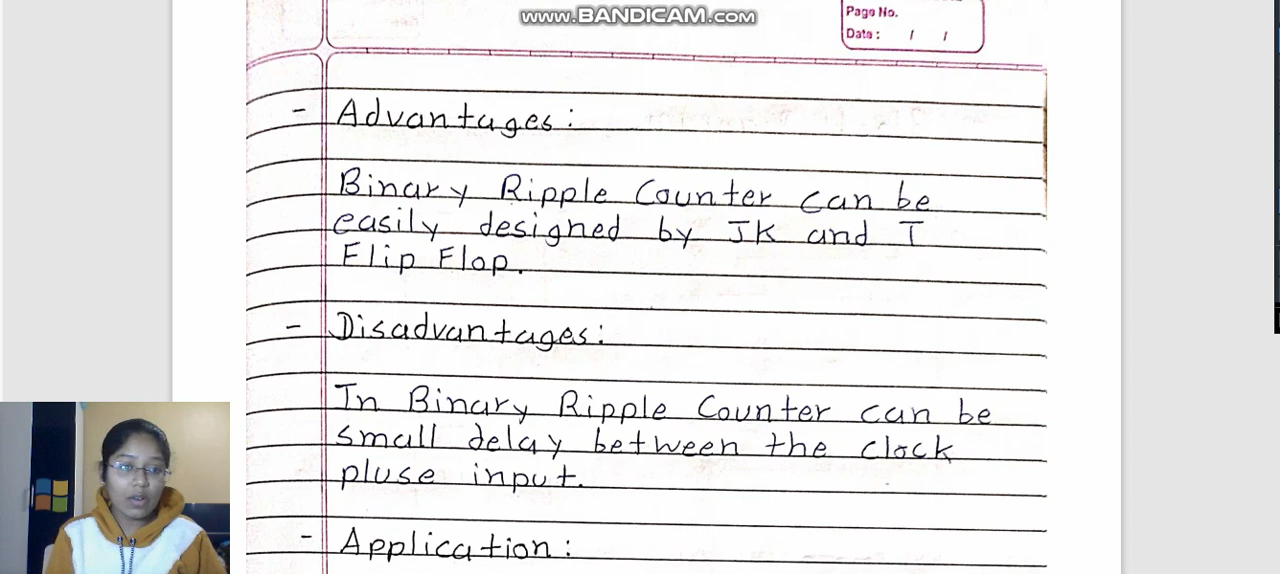 www.BANDICAM.com
Page No.
Date : / /
- Advantages :
Binary Ripple Counter can be
easily designed by JK and T
Flip Flop.
- Disadvantages :
In Binary Ripple Counter can be
small delay between the clock
pluse input.
- Application :